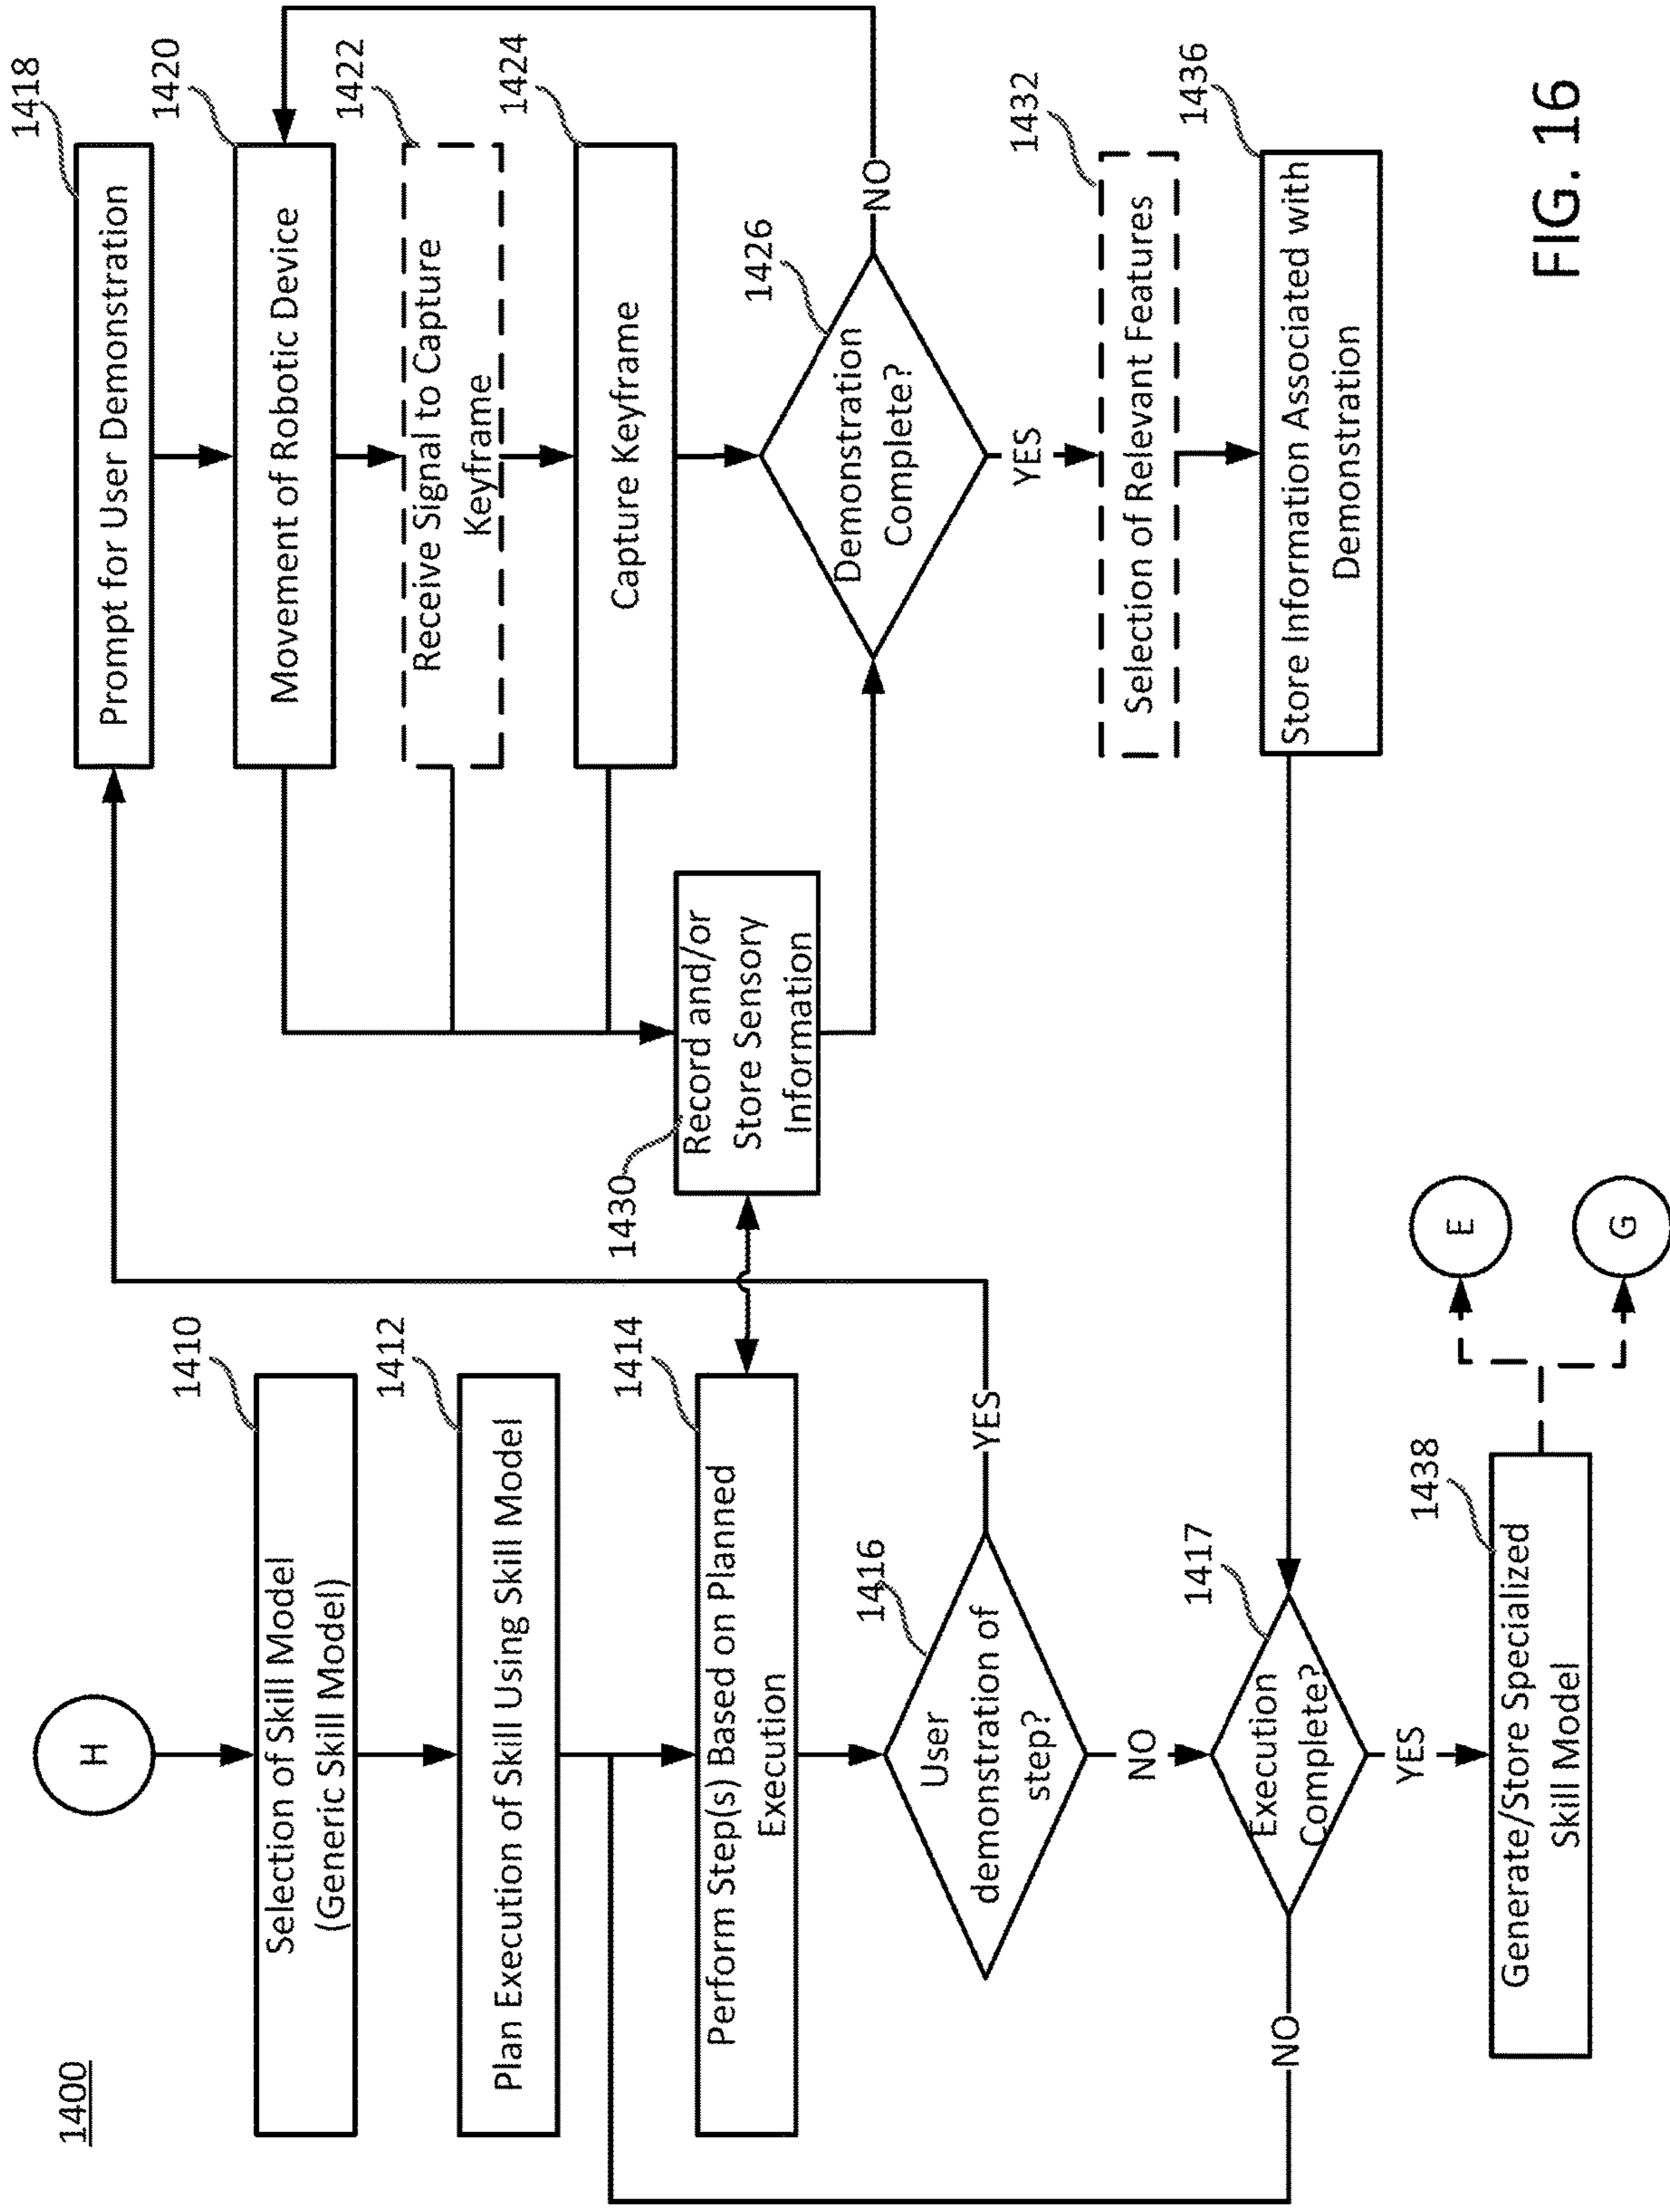 1400
H
1410
Selection of Skill Model
(Generic Skill Model)
1412
Plan Execution of Skill Using Skill Model
1414
Perform Step(s) Based on Planned
Execution
1416
User
demonstration of
step?
YES
NO
1417
Execution
Complete?
NO
YES
1438
Generate/Store Specialized
Skill Model
E
G
1418
Prompt for User Demonstration
1420
Movement of Robotic Device
1422
Receive Signal to Capture
Keyframe
1424
Capture Keyframe
1430
Record and/or
Store Sensory
Information
1426
Demonstration
Complete?
NO
YES
1432
Selection of Relevant Features
1436
Store Information Associated with
Demonstration
FIG. 16